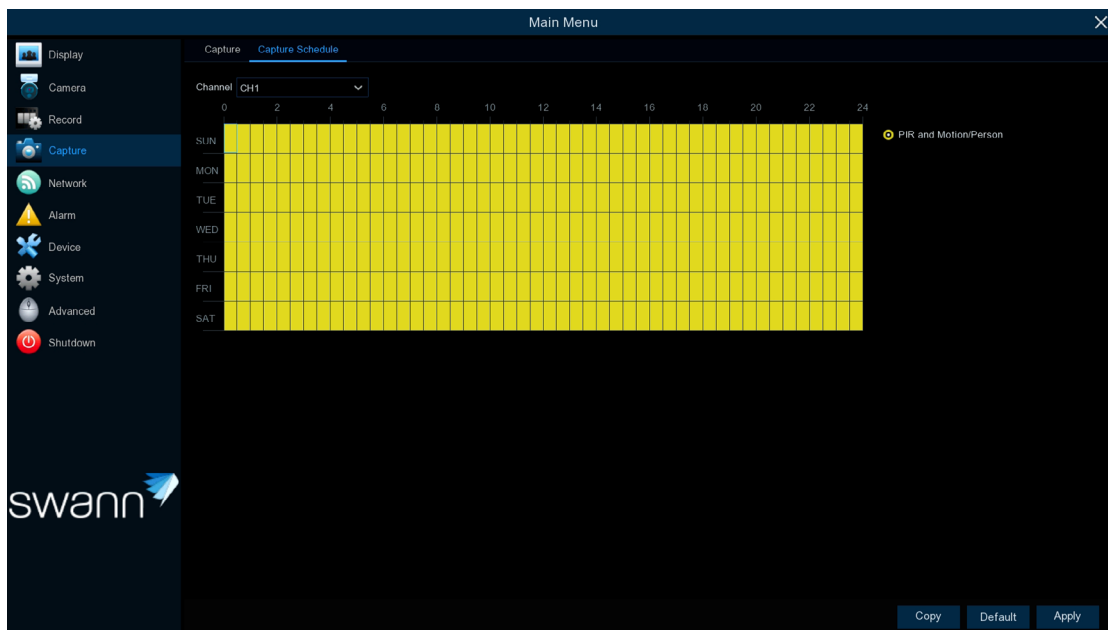 Main Menu
Display
Camera
Record
Capture
Network
Alarm
Device
System
Advanced
Shutdown
swann
Capture Capture Schedule
Channel CH1
0 2 4 6 8 10 12 14 16 18 20 22 24
SUN
MON
TUE
WED
THU
FRI
SAT
PIR and Motion/Person
Copy Default Apply